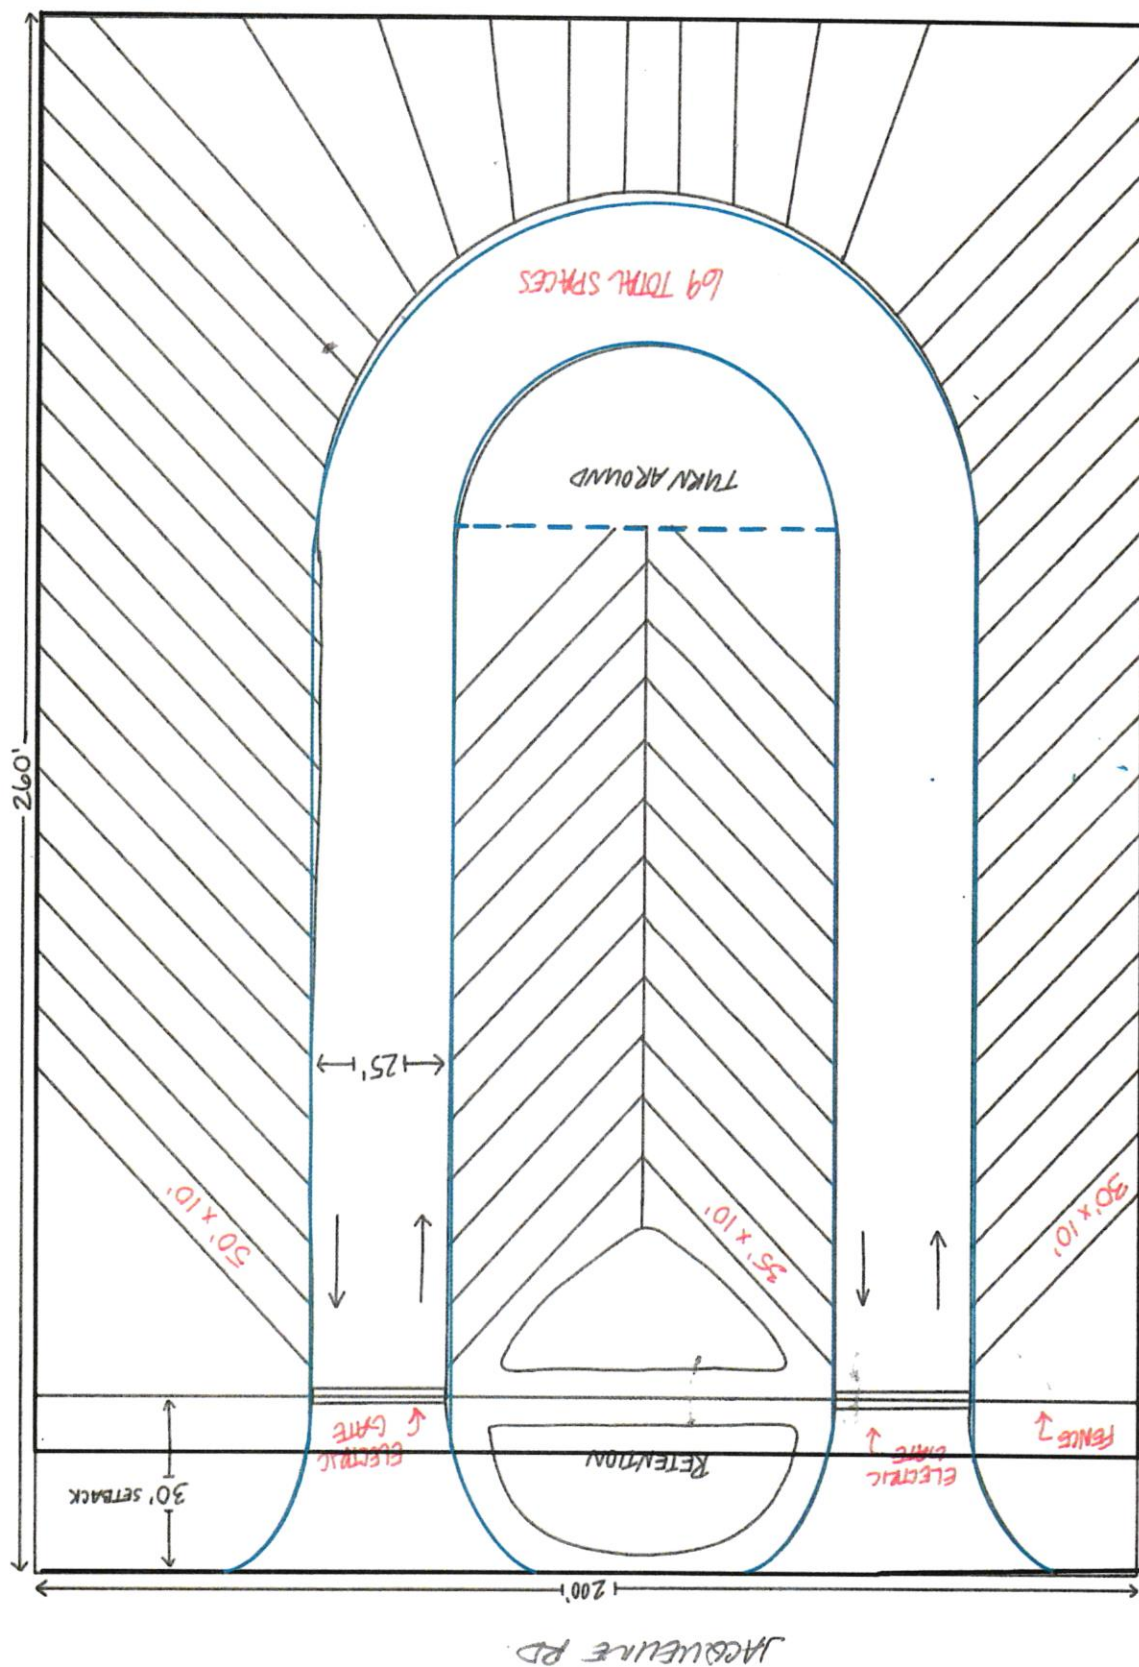 JACQUELINE RD
200'
30' SETBACK
260'
FENCE
ELECTRIC
GATE
RETENTION
ELECTRIC
GATE
30' x 10'
35' x 10'
50' x 10'
25'
TURN AROUND
69 TOTAL SPACES